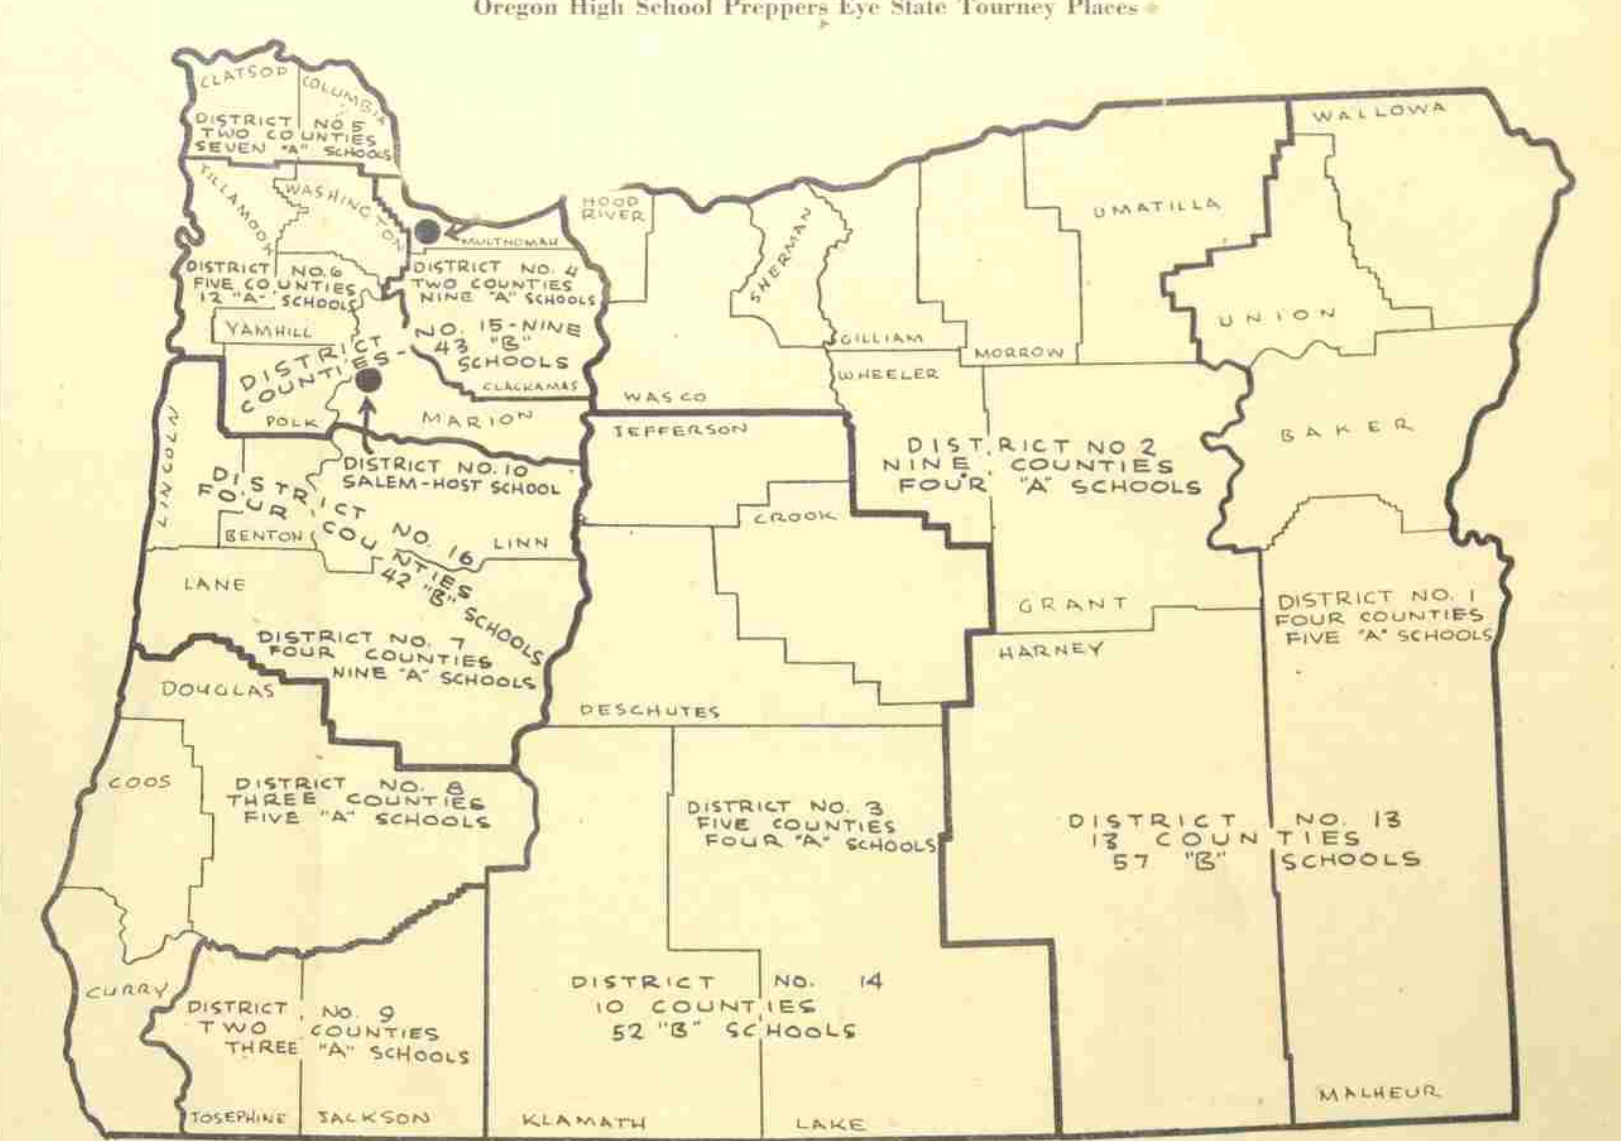 Oregon High School Preppers Eye State Tourney Places
CLATSOP
COLUMBIA
DISTRICT NO 5
TWO COUNTIES
SEVEN "A" SCHOOLS
TILLAMOOK
WASHINGTON
MULTNOMAH
HOOD
RIVER
SHERMAN
UMATILLA
WALLOWA
UNION
DISTRICT NO. 6
FIVE COUNTIES
12 "A" SCHOOLS
DISTRICT NO. 4
TWO COUNTIES
NINE "A" SCHOOLS
YAMHILL
DISTRICT NO. 15-NINE
COUNTIES - 43 "B"
SCHOOLS
CLACKAMAS
WASCO
GILLIAM
MORROW
WHEELER
POLK
MARION
LINCOLN
JEFFERSON
BAKER
DISTRICT NO 2
NINE COUNTIES
FOUR "A" SCHOOLS
DISTRICT NO. 10
SALEM-HOST SCHOOL
DISTRICT NO. 16
FOUR COUNTIES
42 "B" SCHOOLS
BENTON
LINN
CROOK
LANE
GRANT
DISTRICT NO. 1
FOUR COUNTIES
FIVE "A" SCHOOLS
DISTRICT NO. 7
FOUR COUNTIES
NINE "A" SCHOOLS
HARNEY
DOUGLAS
DESCHUTES
COOS
DISTRICT NO. 8
THREE COUNTIES
FIVE "A" SCHOOLS
DISTRICT NO. 3
FIVE COUNTIES
FOUR "A" SCHOOLS
DISTRICT NO. 13
13 COUNTIES
57 "B" SCHOOLS
CURRY
DISTRICT NO. 9
TWO COUNTIES
THREE "A" SCHOOLS
DISTRICT NO. 14
10 COUNTIES
52 "B" SCHOOLS
JOSEPHINE
JACKSON
KLAMATH
LAKE
MALHEUR